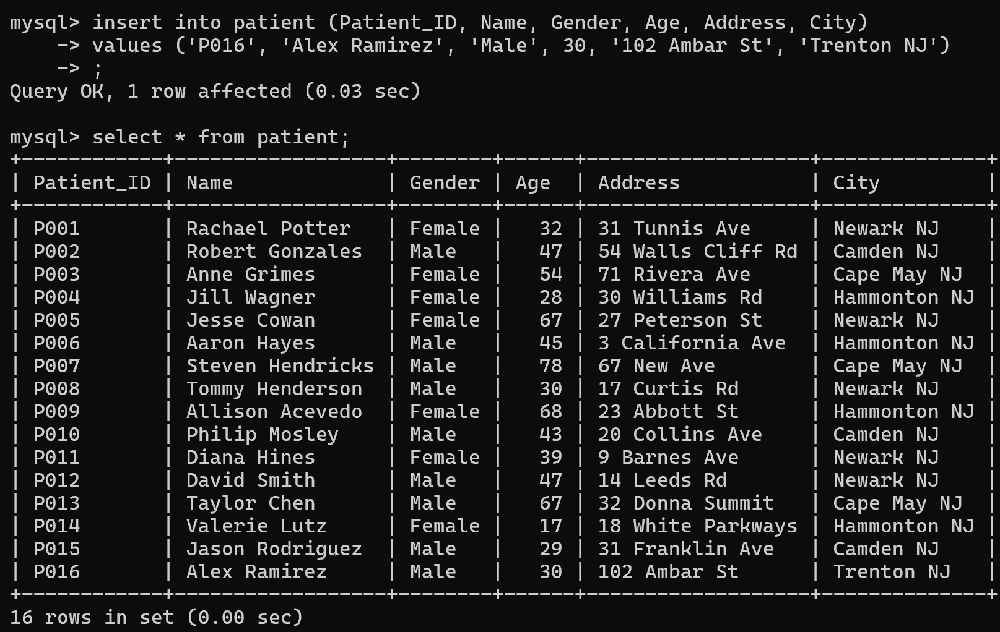 mysql> insert into patient (Patient_ID, Name, Gender, Age, Address, City)
    -> values ('P016', 'Alex Ramirez', 'Male', 30, '102 Ambar St', 'Trenton NJ')
    -> ;
Query OK, 1 row affected (0.03 sec)

mysql> select * from patient;
+------------+------------------+--------+------+-------------------+--------------+
| Patient_ID | Name             | Gender | Age  | Address           | City         |
+------------+------------------+--------+------+-------------------+--------------+
| P001       | Rachael Potter   | Female |   32 | 31 Tunnis Ave     | Newark NJ    |
| P002       | Robert Gonzales  | Male   |   47 | 54 Walls Cliff Rd | Camden NJ    |
| P003       | Anne Grimes      | Female |   54 | 71 Rivera Ave     | Cape May NJ  |
| P004       | Jill Wagner      | Female |   28 | 30 Williams Rd    | Hammonton NJ |
| P005       | Jesse Cowan      | Female |   67 | 27 Peterson St    | Newark NJ    |
| P006       | Aaron Hayes      | Male   |   45 | 3 California Ave  | Hammonton NJ |
| P007       | Steven Hendricks | Male   |   78 | 67 New Ave        | Cape May NJ  |
| P008       | Tommy Henderson  | Male   |   30 | 17 Curtis Rd      | Newark NJ    |
| P009       | Allison Acevedo  | Female |   68 | 23 Abbott St      | Hammonton NJ |
| P010       | Philip Mosley    | Male   |   43 | 20 Collins Ave    | Camden NJ    |
| P011       | Diana Hines      | Female |   39 | 9 Barnes Ave      | Newark NJ    |
| P012       | David Smith      | Male   |   47 | 14 Leeds Rd       | Newark NJ    |
| P013       | Taylor Chen      | Male   |   67 | 32 Donna Summit   | Cape May NJ  |
| P014       | Valerie Lutz     | Female |   17 | 18 White Parkways | Hammonton NJ |
| P015       | Jason Rodriguez  | Male   |   29 | 31 Franklin Ave   | Camden NJ    |
| P016       | Alex Ramirez     | Male   |   30 | 102 Ambar St      | Trenton NJ   |
+------------+------------------+--------+------+-------------------+--------------+
16 rows in set (0.00 sec)